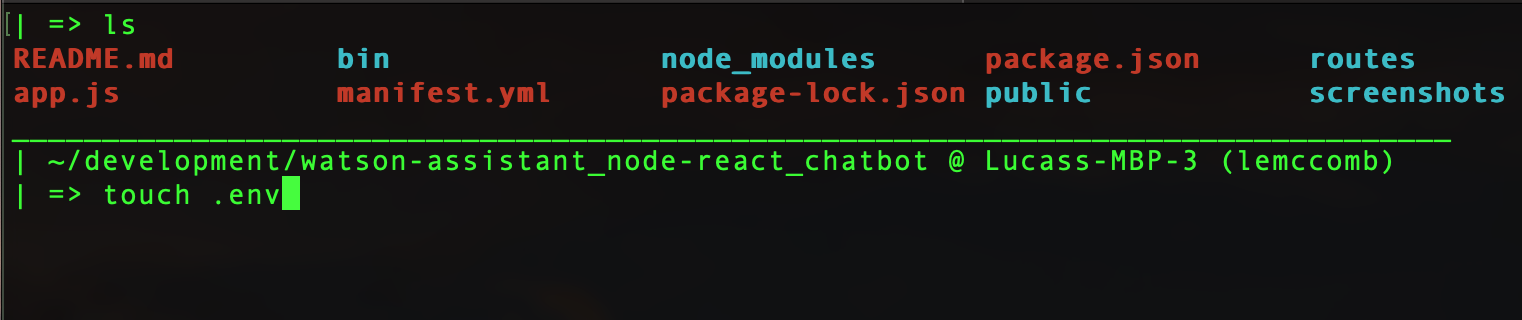 [| => ls
README.md bin node_modules package.json routes
app.js manifest.yml package-lock.json public screenshots
________________________________________________________________________________
| ~/development/watson-assistant_node-react_chatbot @ Lucass-MBP-3 (lemccomb)
| => touch .env